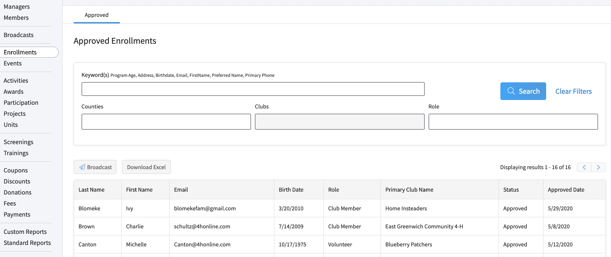 Managers
Members
Broadcasts
Enrollments
Events
Activities
Awards
Participation
Projects
Units
Screenings
Trainings
Coupons
Discounts
Donations
Fees
Payments
Custom Reports
Standard Reports
Approved
Approved Enrollments
Keyword(s) Program Age, Address, Birthdate, Email, FirstName, Preferred Name, Primary Phone
Search
Clear Filters
Counties Clubs Role
Broadcast Download Excel Displaying results 1 - 16 of 16
Last Name First Name Email Birth Date Role Primary Club Name Status Approved Date
Blomeke Ivy blomekefam@gmail.com 3/20/2010 Club Member Home Insteaders Approved 5/29/2020
Brown Charlie schultz@4honline.com 7/14/2009 Club Member East Greenwich Community 4-H Approved 5/8/2020
Canton Michelle Canton@4honline.com 10/17/1975 Volunteer Blueberry Patchers Approved 5/12/2020